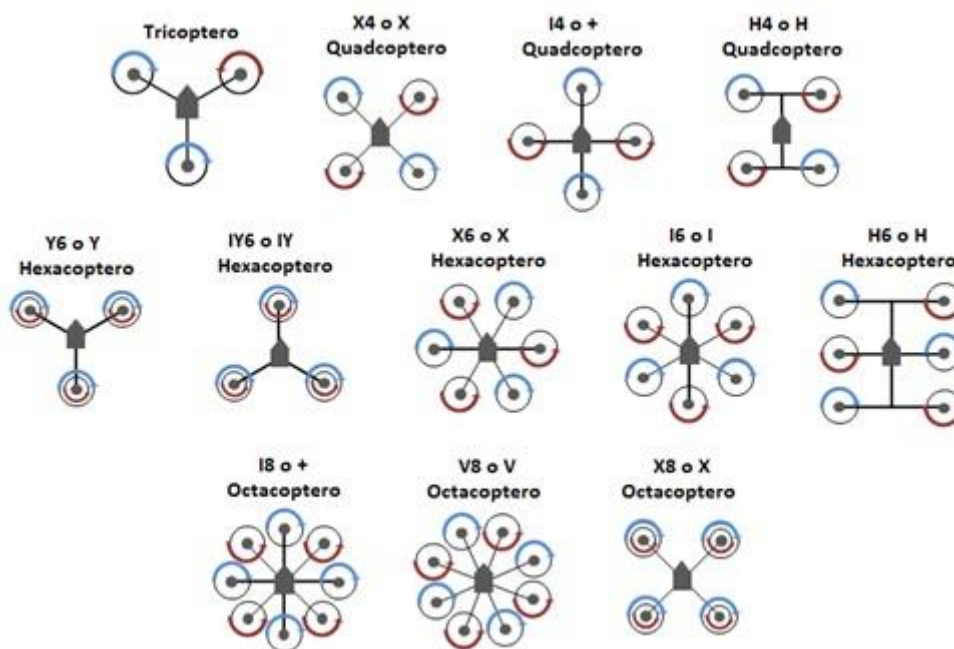 Tricoptero
X4 o X
Quadcoptero
I4 o +
Quadcoptero
H4 o H
Quadcoptero
Y6 o Y
Hexacoptero
IY6 o IY
Hexacoptero
X6 o X
Hexacoptero
I6 o I
Hexacoptero
H6 o H
Hexacoptero
I8 o +
Octacoptero
V8 o V
Octacoptero
X8 o X
Octacoptero